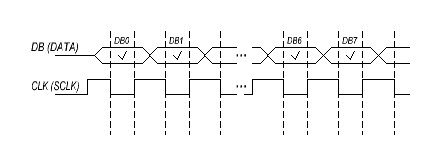 DB0 DB1 DB6 DB7
DB (DATA)
...
CLK (SCLK)
...